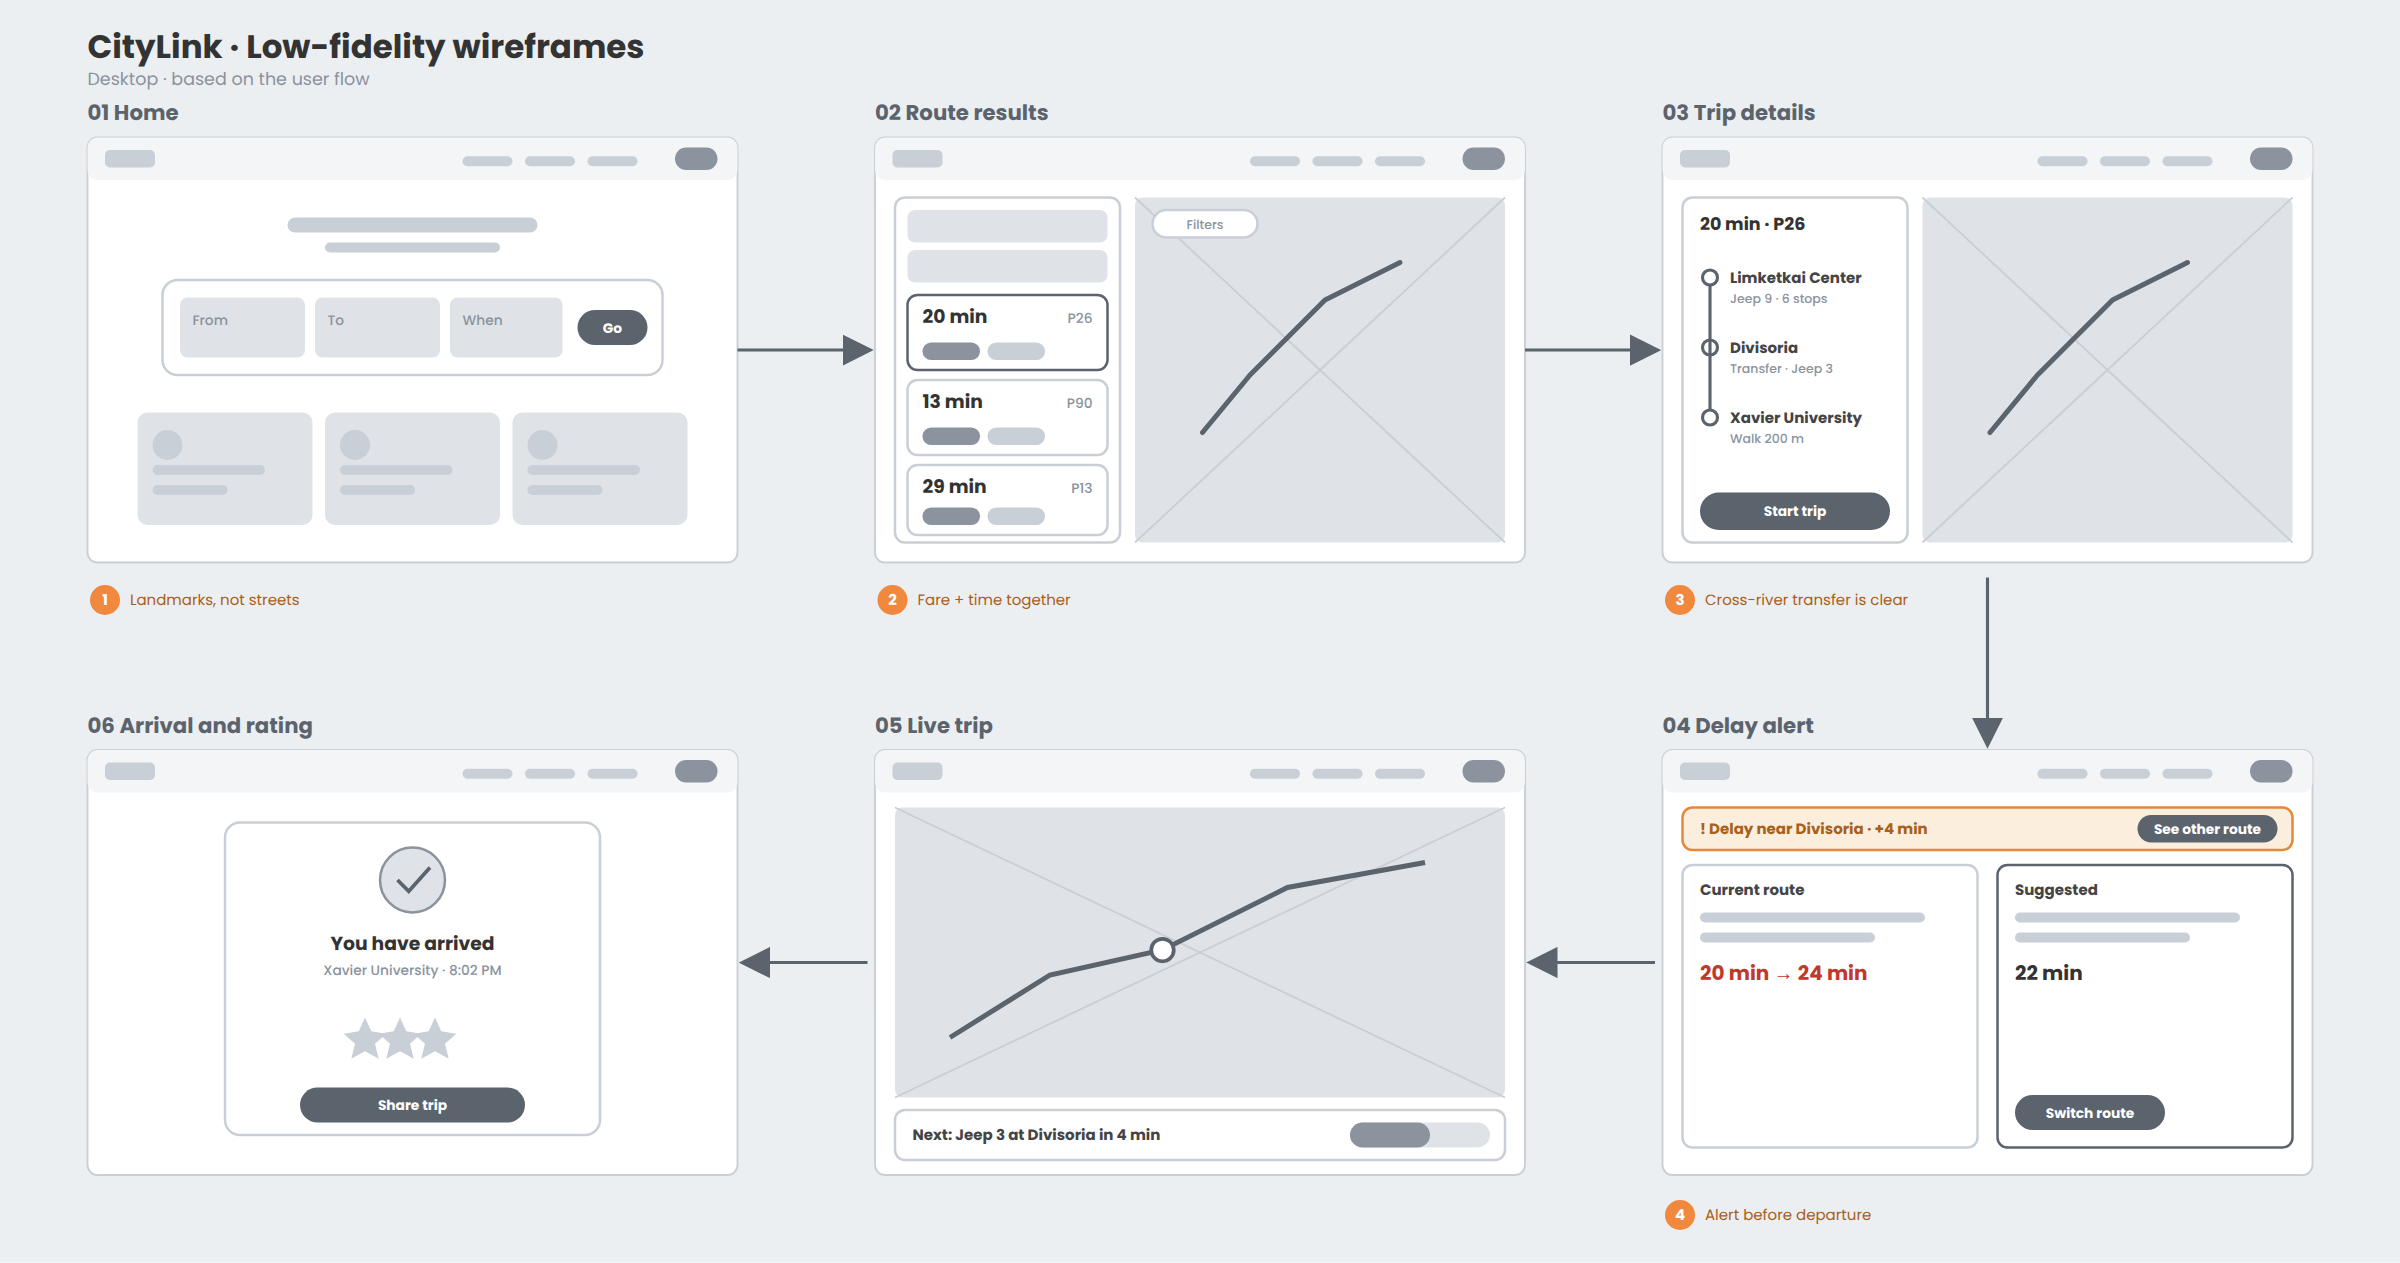 CityLink · Low-fidelity wireframes
Desktop · based on the user flow
01 Home
From
To
When
Go
1
Landmarks, not streets
02 Route results
Filters
20 min
P26
13 min
P90
29 min
P13
2
Fare + time together
03 Trip details
20 min · P26
Limketkai Center
Jeep 9 · 6 stops
Divisoria
Transfer · Jeep 3
Xavier University
Walk 200 m
Start trip
3
Cross-river transfer is clear
04 Delay alert
! Delay near Divisoria · +4 min
See other route
Current route
20 min → 24 min
Suggested
22 min
Switch route
4
Alert before departure
05 Live trip
Next: Jeep 3 at Divisoria in 4 min
06 Arrival and rating
You have arrived
Xavier University · 8:02 PM
Share trip